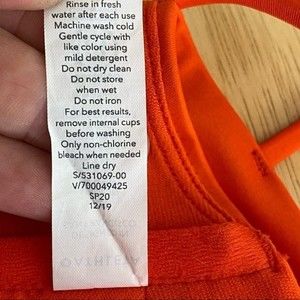 Rinse in fresh
water after each use
Machine wash cold
Gentle cycle with
like color using
mild detergent
Do not dry clean
Do not store
when wet
Do not iron
For best results,
remove internal cups
before washing
Only non-chlorine
bleach when needed
Line dry
S/531069-00
V/700049425
SP20
12/19
ATHLETA